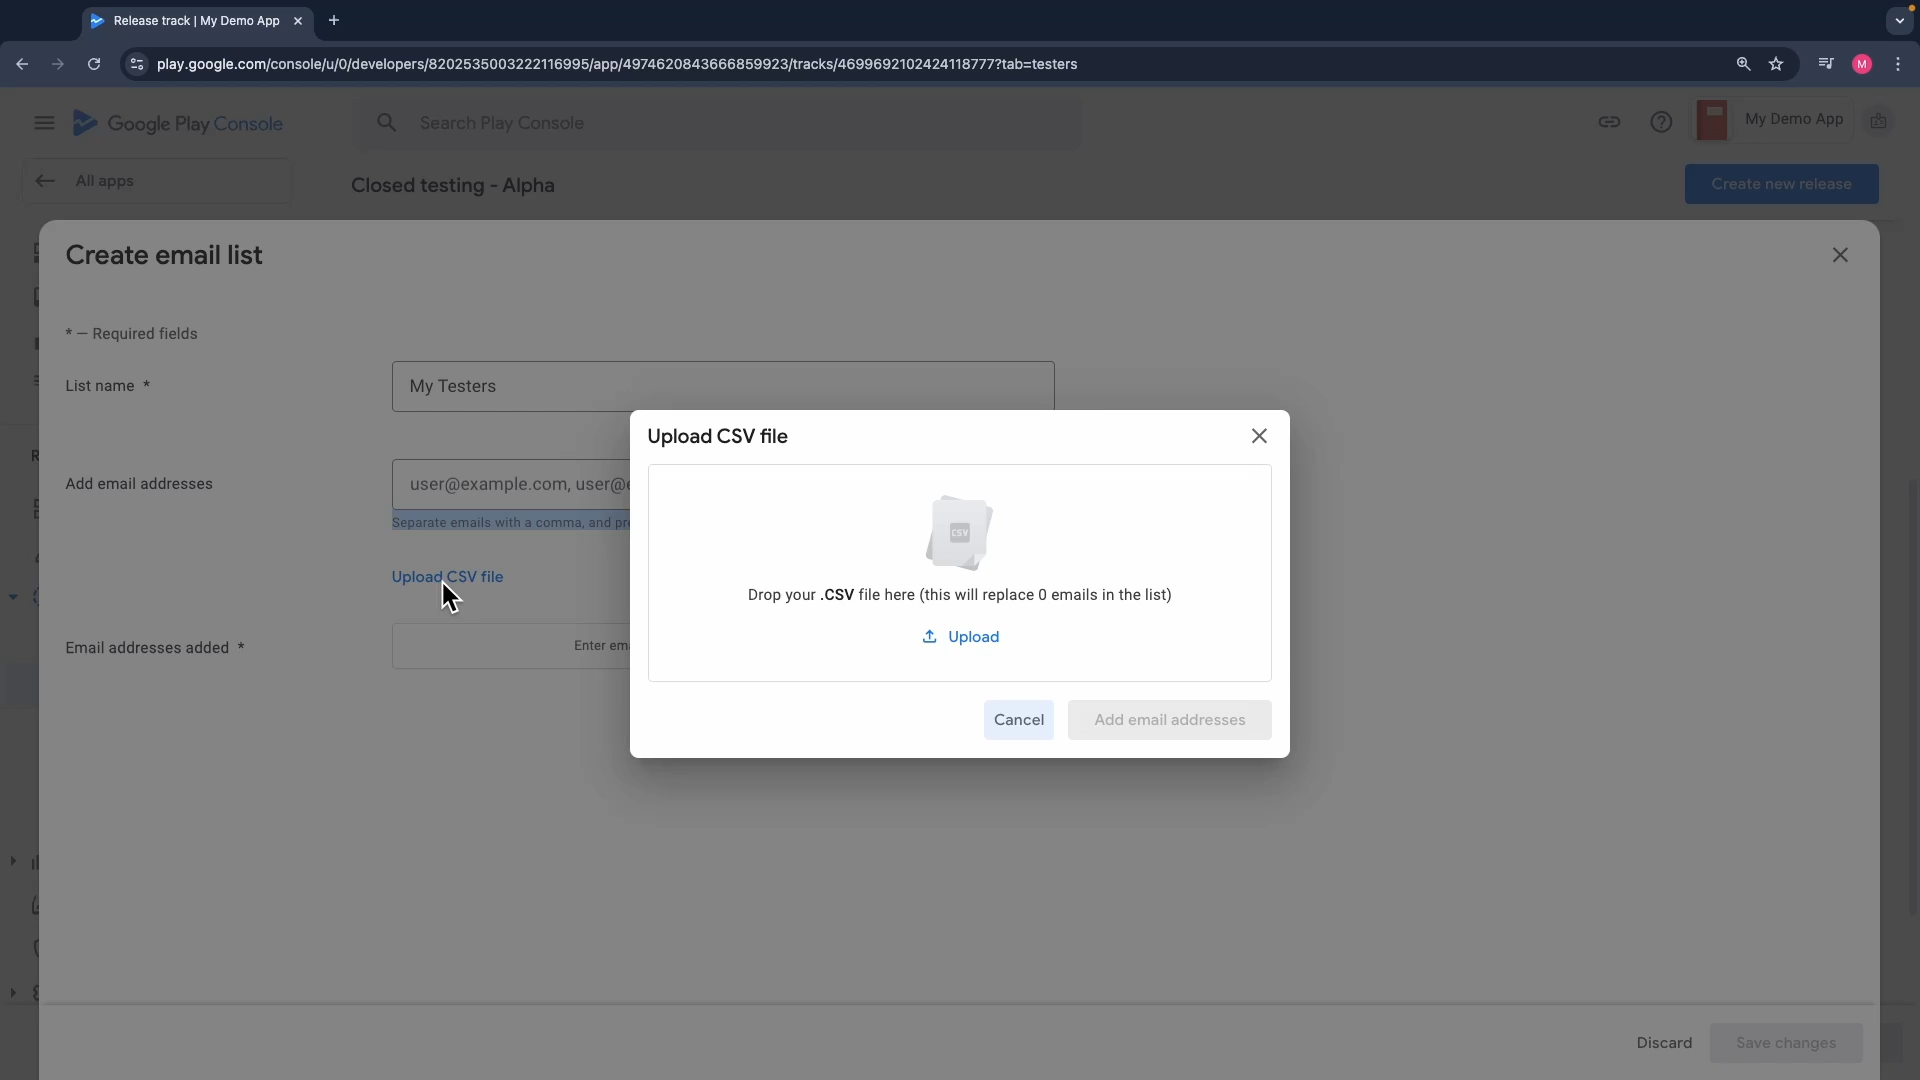 Release track | My Demo App
play.google.com/console/u/0/developers/8202535003222116995/app/4974620843666859923/tracks/4699692102424118777?tab=testers
M
Google Play Console
Search Play Console
My Demo App
All apps
Closed testing - Alpha
Create new release
Create email list
* — Required fields
List name *
My Testers
Upload CSV file
Add email addresses
user@example.com, user@e
Separate emails with a comma, and pre
CSV
Upload CSV file
Drop your .CSV file here (this will replace 0 emails in the list)
Upload
Email addresses added *
Enter ema
Cancel
Add email addresses
Discard
Save changes